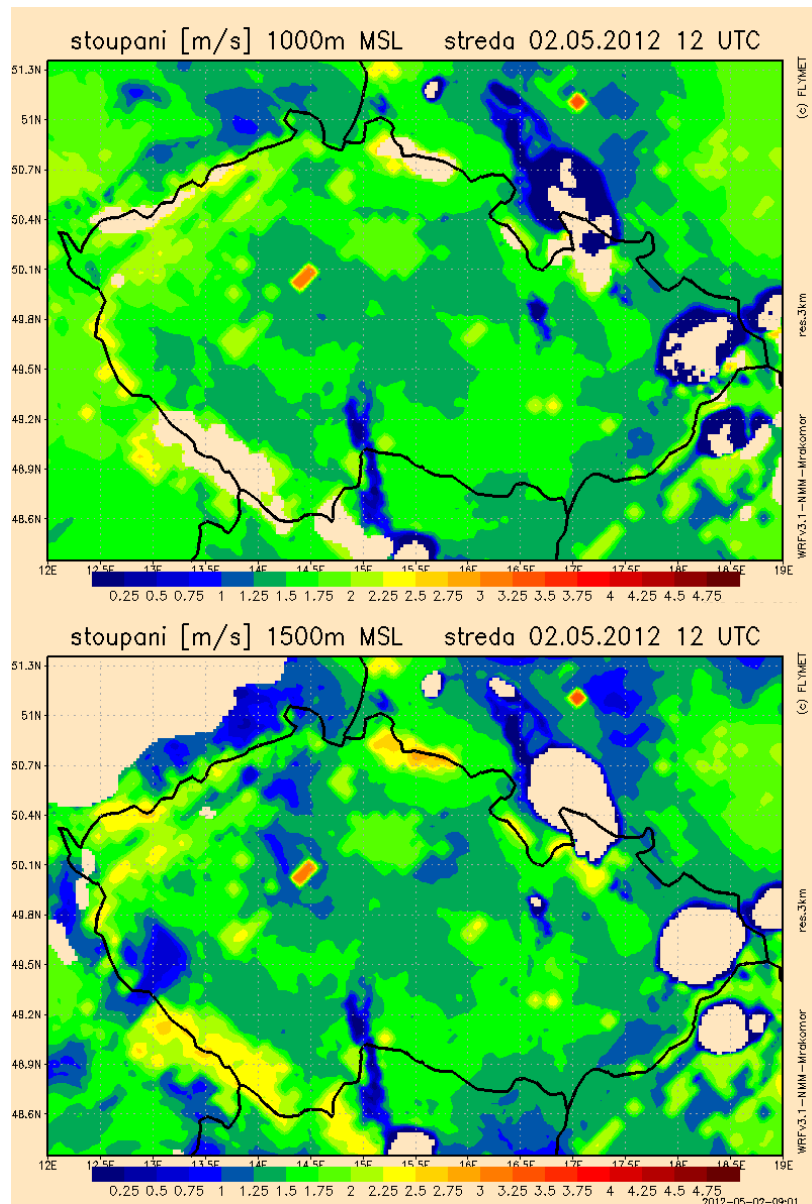 stoupani [m/s] 1000m MSL streda 02.05.2012 12 UTC
(c) FLYMET
51.3N
51N
50.7N
50.4N
50.1N
49.8N
49.5N
49.2N
48.9N
48.6N
res.3km
WRFv3.1-NMM-Mrakomor
12E 12.5E 13E 13.5E 14E 14.5E 15E 15.5E 16E 16.5E 17E 17.5E 18E 18.5E 19E
0.25 0.5 0.75 1 1.25 1.5 1.75 2 2.25 2.5 2.75 3 3.25 3.5 3.75 4 4.25 4.5 4.75
stoupani [m/s] 1500m MSL streda 02.05.2012 12 UTC
(c) FLYMET
51.3N
51N
50.7N
50.4N
50.1N
49.8N
49.5N
49.2N
48.9N
48.6N
res.3km
WRFv3.1-NMM-Mrakomor
12E 12.5E 13E 13.5E 14E 14.5E 15E 15.5E 16E 16.5E 17E 17.5E 18E 18.5E 19E
0.25 0.5 0.75 1 1.25 1.5 1.75 2 2.25 2.5 2.75 3 3.25 3.5 3.75 4 4.25 4.5 4.75
2012-05-02-09:01